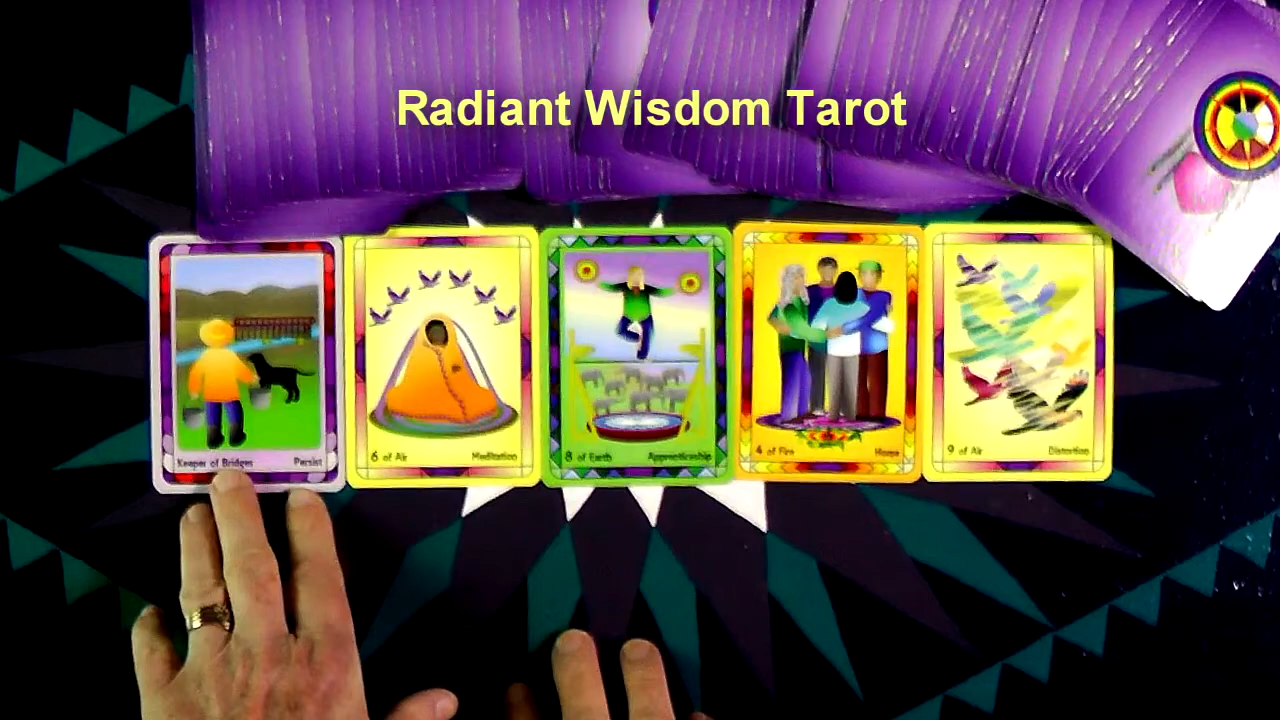 Radiant Wisdom Tarot
Keeper of Bridges Persist
6 of Air Meditation
8 of Earth Apprenticeship
4 of Fire Home
9 of Air Distortion